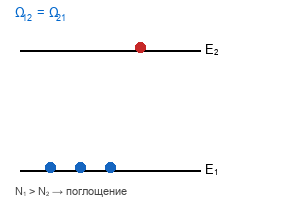 Ω₁₂ = Ω₂₁
E₂
E₁
N₁ > N₂ → поглощение